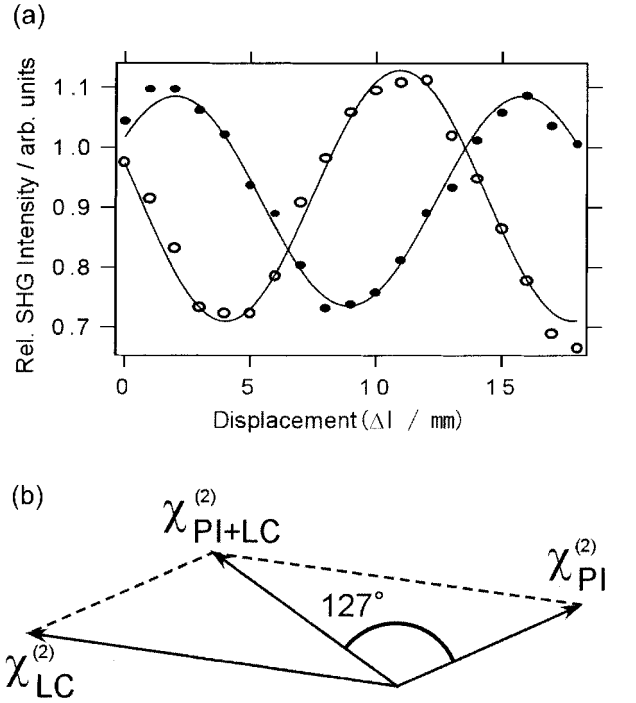 (a)
Rel. SHG Intensity / arb. units
1.1
1.0
0.9
0.8
0.7
0
5
10
15
Displacement(Δl / mm)
(b)
χ(2)PI+LC
χ(2)PI
127°
χ(2)LC